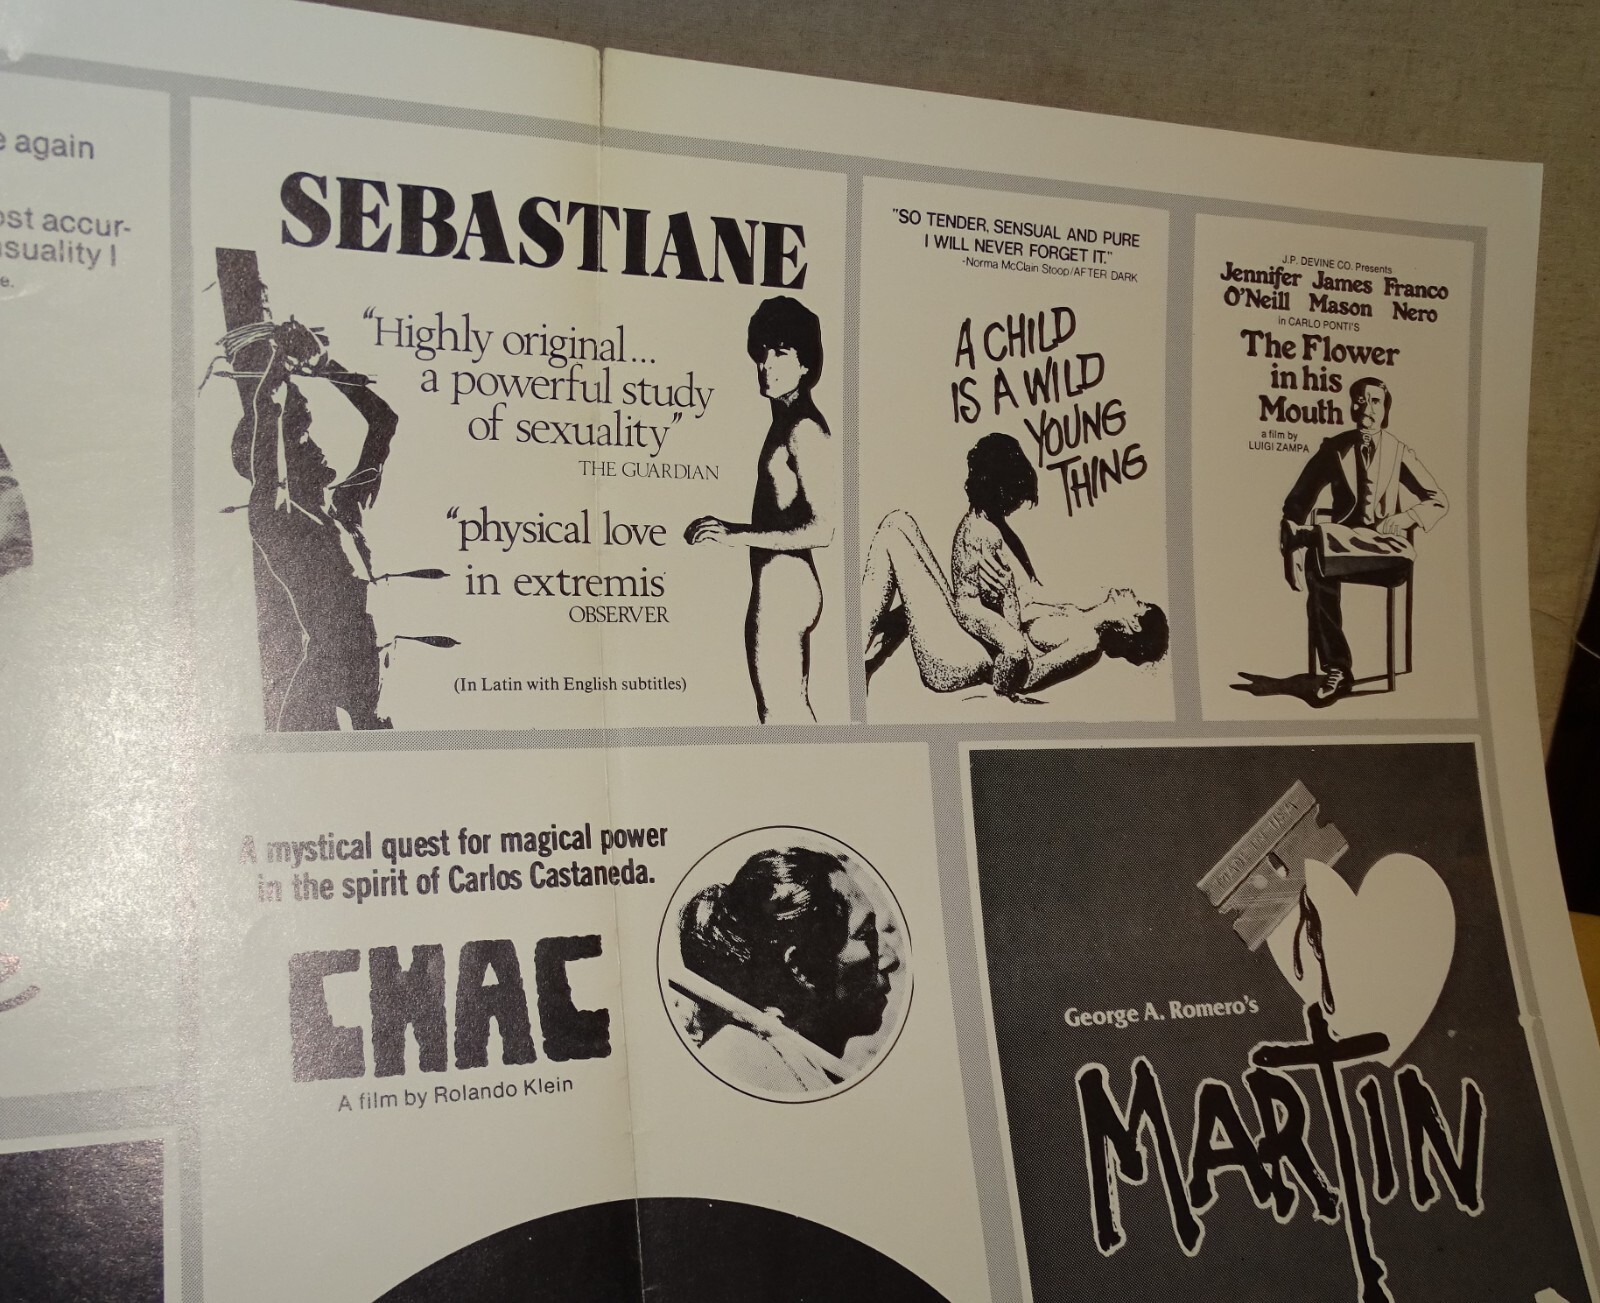 e again
ost accur-
suality I
e.
SEBASTIANE
"Highly original...
a powerful study
of sexuality"
THE GUARDIAN
"physical love
in extremis
OBSERVER
(In Latin with English subtitles)
"SO TENDER, SENSUAL AND PURE
I WILL NEVER FORGET IT."
-Norma McClain Stoop/AFTER DARK
A CHILD
IS A WILD
YOUNG
THING
J.P. DEVINE CO. Presents
Jennifer James Franco
O'Neill Mason Nero
in CARLO PONTI'S
The Flower
in his
Mouth
a film by
LUIGI ZAMPA
A mystical quest for magical power
in the spirit of Carlos Castaneda.
CHAC
A film by Rolando Klein
MADE IN U.S.A.
George A. Romero's
MARTIN